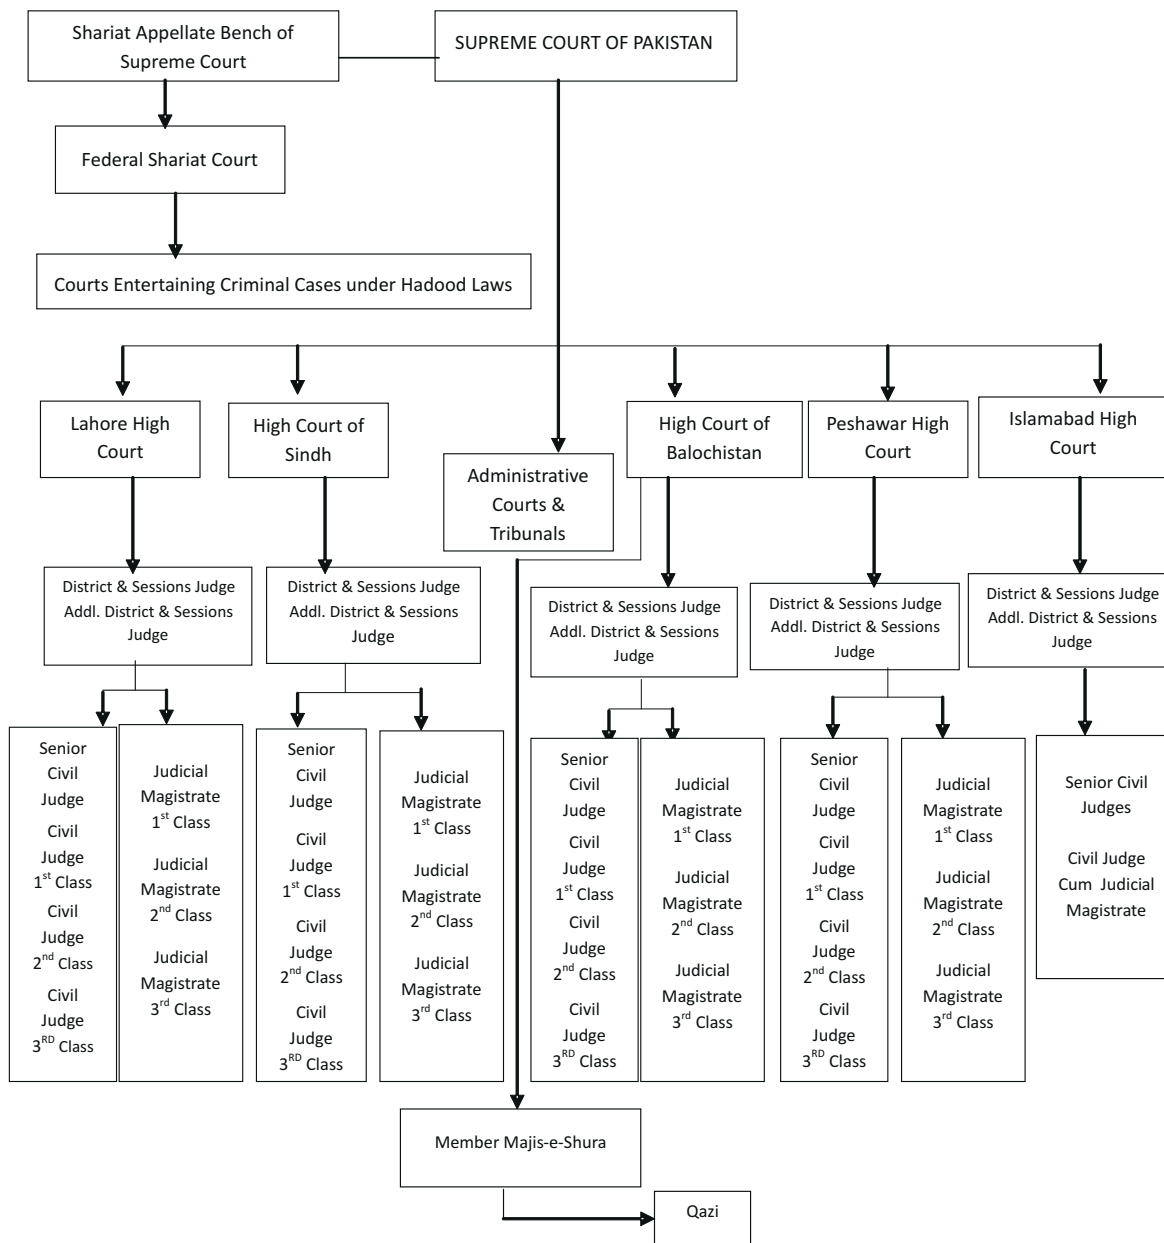 Shariat Appellate Bench of
Supreme Court
SUPREME COURT OF PAKISTAN
Federal Shariat Court
Courts Entertaining Criminal Cases under Hadood Laws
Lahore High
Court
High Court of
Sindh
Administrative
Courts &
Tribunals
High Court of
Balochistan
Peshawar High
Court
Islamabad High
Court
District & Sessions Judge
Addl. District & Sessions
Judge
District & Sessions Judge
Addl. District & Sessions
Judge
District & Sessions Judge
Addl. District & Sessions
Judge
District & Sessions Judge
Addl. District & Sessions
Judge
District & Sessions Judge
Addl. District & Sessions
Judge
Senior
Civil
Judge
Civil
Judge
1st Class
Civil
Judge
2nd Class
Civil
Judge
3RD Class
Judicial
Magistrate
1st Class
Judicial
Magistrate
2nd Class
Judicial
Magistrate
3rd Class
Senior
Civil
Judge
Civil
Judge
1st Class
Civil
Judge
2nd Class
Civil
Judge
3RD Class
Judicial
Magistrate
1st Class
Judicial
Magistrate
2nd Class
Judicial
Magistrate
3rd Class
Senior
Civil
Judge
Civil
Judge
1st Class
Civil
Judge
2nd Class
Civil
Judge
3RD Class
Judicial
Magistrate
1st Class
Judicial
Magistrate
2nd Class
Judicial
Magistrate
3rd Class
Senior
Civil
Judge
Civil
Judge
1st Class
Civil
Judge
2nd Class
Civil
Judge
3RD Class
Judicial
Magistrate
1st Class
Judicial
Magistrate
2nd Class
Judicial
Magistrate
3rd Class
Senior Civil
Judges
Civil Judge
Cum Judicial
Magistrate
Member Majis-e-Shura
Qazi